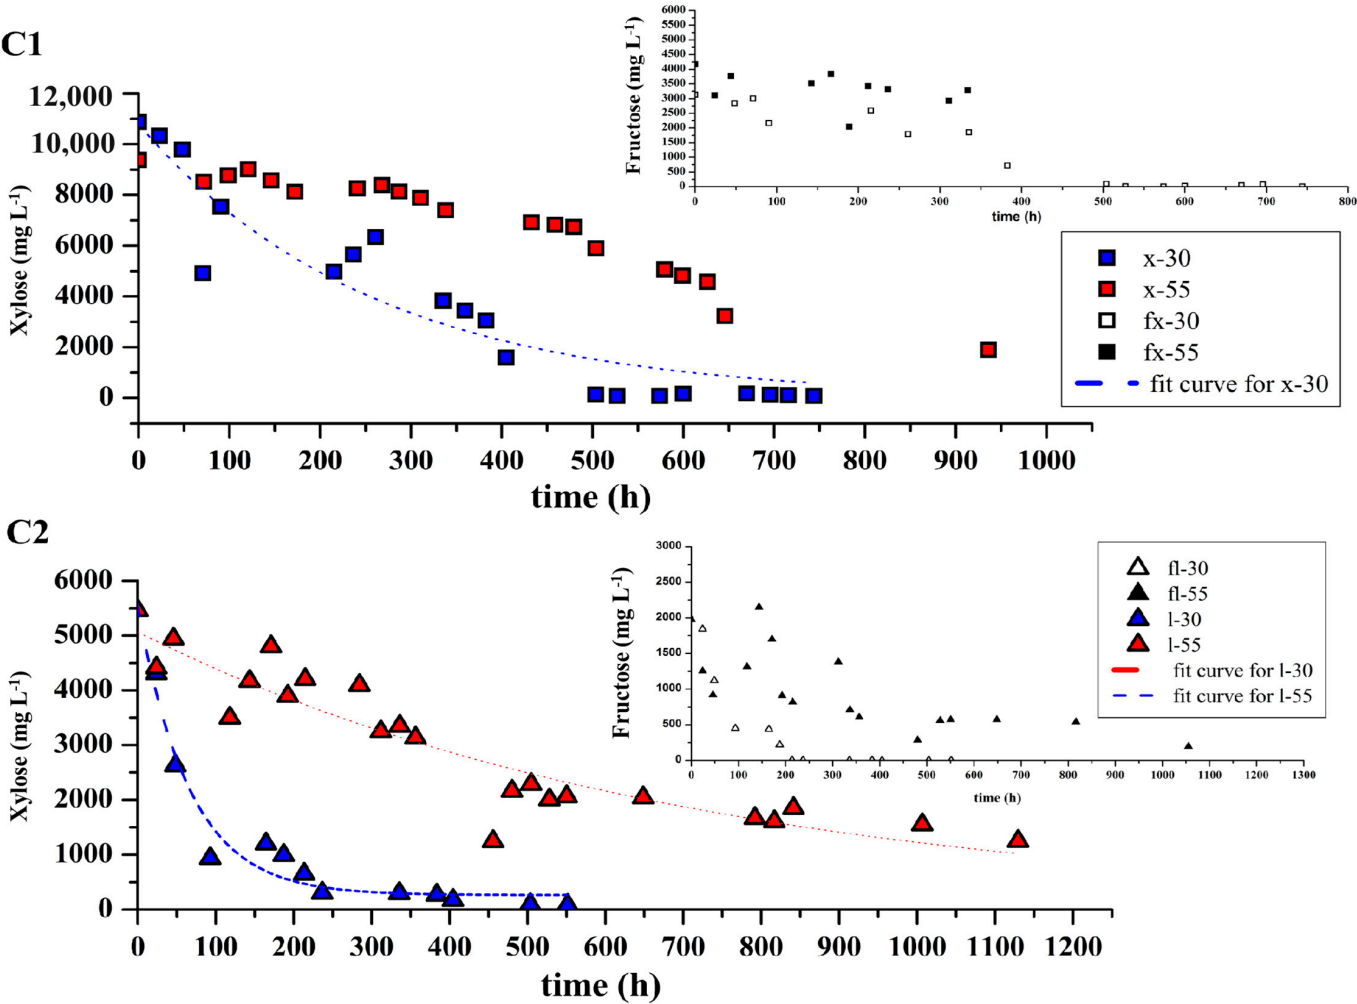 C1
Xylose (mg L-1)
12,000
10,000
8000
6000
4000
2000
0
0 100 200 300 400 500 600 700 800 900 1000
time (h)
Fructose (mg L-1)
6000
5500
5000
4500
4000
3500
3000
2500
2000
1500
1000
500
0
0 100 200 300 400 500 600 700 800
time (h)
x-30
x-55
fx-30
fx-55
fit curve for x-30
C2
Xylose (mg L-1)
6000
5000
4000
3000
2000
1000
0
0 100 200 300 400 500 600 700 800 900 1000 1100 1200
time (h)
Fructose (mg L-1)
3000
2500
2000
1500
1000
500
0
0 100 200 300 400 500 600 700 800 900 1000 1100 1200 1300
time (h)
fl-30
fl-55
l-30
l-55
fit curve for l-30
fit curve for l-55